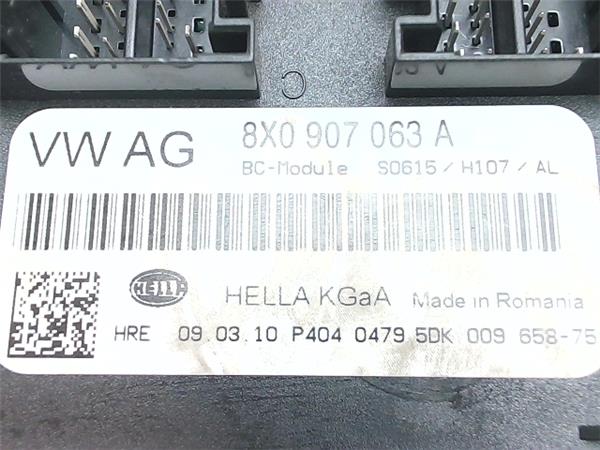 C
VW AG
8X0 907 063 A
BC-Module S0615 / H107 / AL
HELLA
HELLA KGaA Made in Romania
HRE 09.03.10 P404 0479 5DK 009 658-75